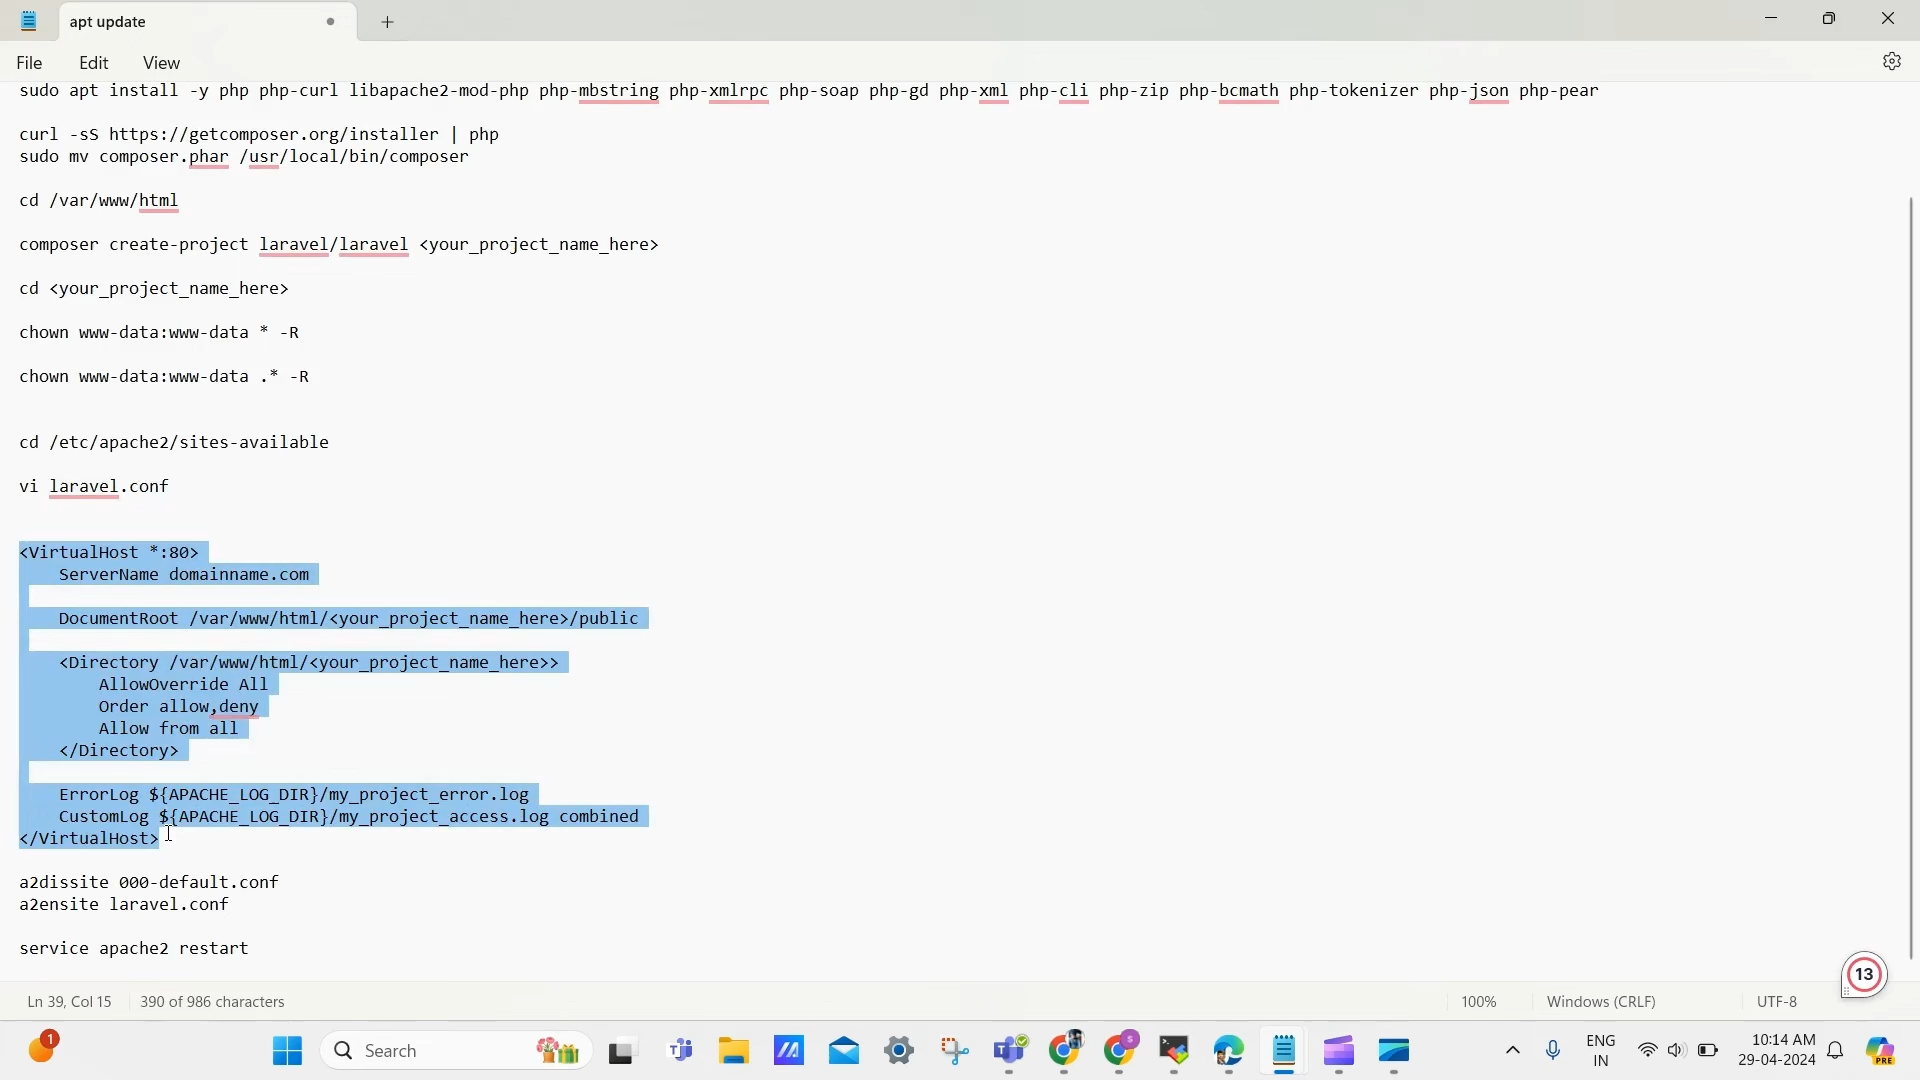 apt update
File Edit View
sudo apt install -y php php-curl libapache2-mod-php php-mbstring php-xmlrpc php-soap php-gd php-xml php-cli php-zip php-bcmath php-tokenizer php-json php-pear
curl -sS https://getcomposer.org/installer | php
sudo mv composer.phar /usr/local/bin/composer
cd /var/www/html
composer create-project laravel/laravel <your_project_name_here>
cd <your_project_name_here>
chown www-data:www-data * -R
chown www-data:www-data .* -R
cd /etc/apache2/sites-available
vi laravel.conf
<VirtualHost *:80>
ServerName domainname.com
DocumentRoot /var/www/html/<your_project_name_here>/public
<Directory /var/www/html/<your_project_name_here>>
AllowOverride All
Order allow,deny
Allow from all
</Directory>
ErrorLog ${APACHE_LOG_DIR}/my_project_error.log
CustomLog ${APACHE_LOG_DIR}/my_project_access.log combined
</VirtualHost>
a2dissite 000-default.conf
a2ensite laravel.conf
service apache2 restart
13
Ln 39, Col 15 390 of 986 characters 100% Windows (CRLF) UTF-8
1 Search ENG IN 10:14 AM 29-04-2024 PRE